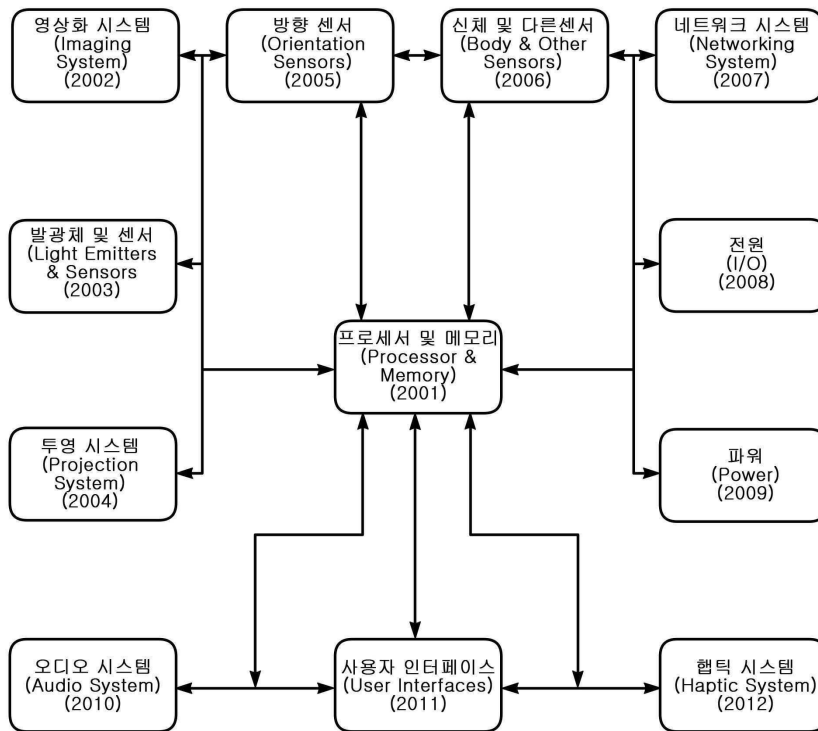 영상화 시스템
(Imaging
System)
(2002)
방향 센서
(Orientation
Sensors)
(2005)
신체 및 다른센서
(Body & Other
Sensors)
(2006)
네트워크 시스템
(Networking
System)
(2007)
발광체 및 센서
(Light Emitters
& Sensors
(2003)
전원
(I/O)
(2008)
프로세서 및 메모리
(Processor &
Memory)
(2001)
투영 시스템
(Projection
System)
(2004)
파워
(Power)
(2009)
오디오 시스템
(Audio System)
(2010)
사용자 인터페이스
(User Interfaces)
(2011)
햅틱 시스템
(Haptic System)
(2012)